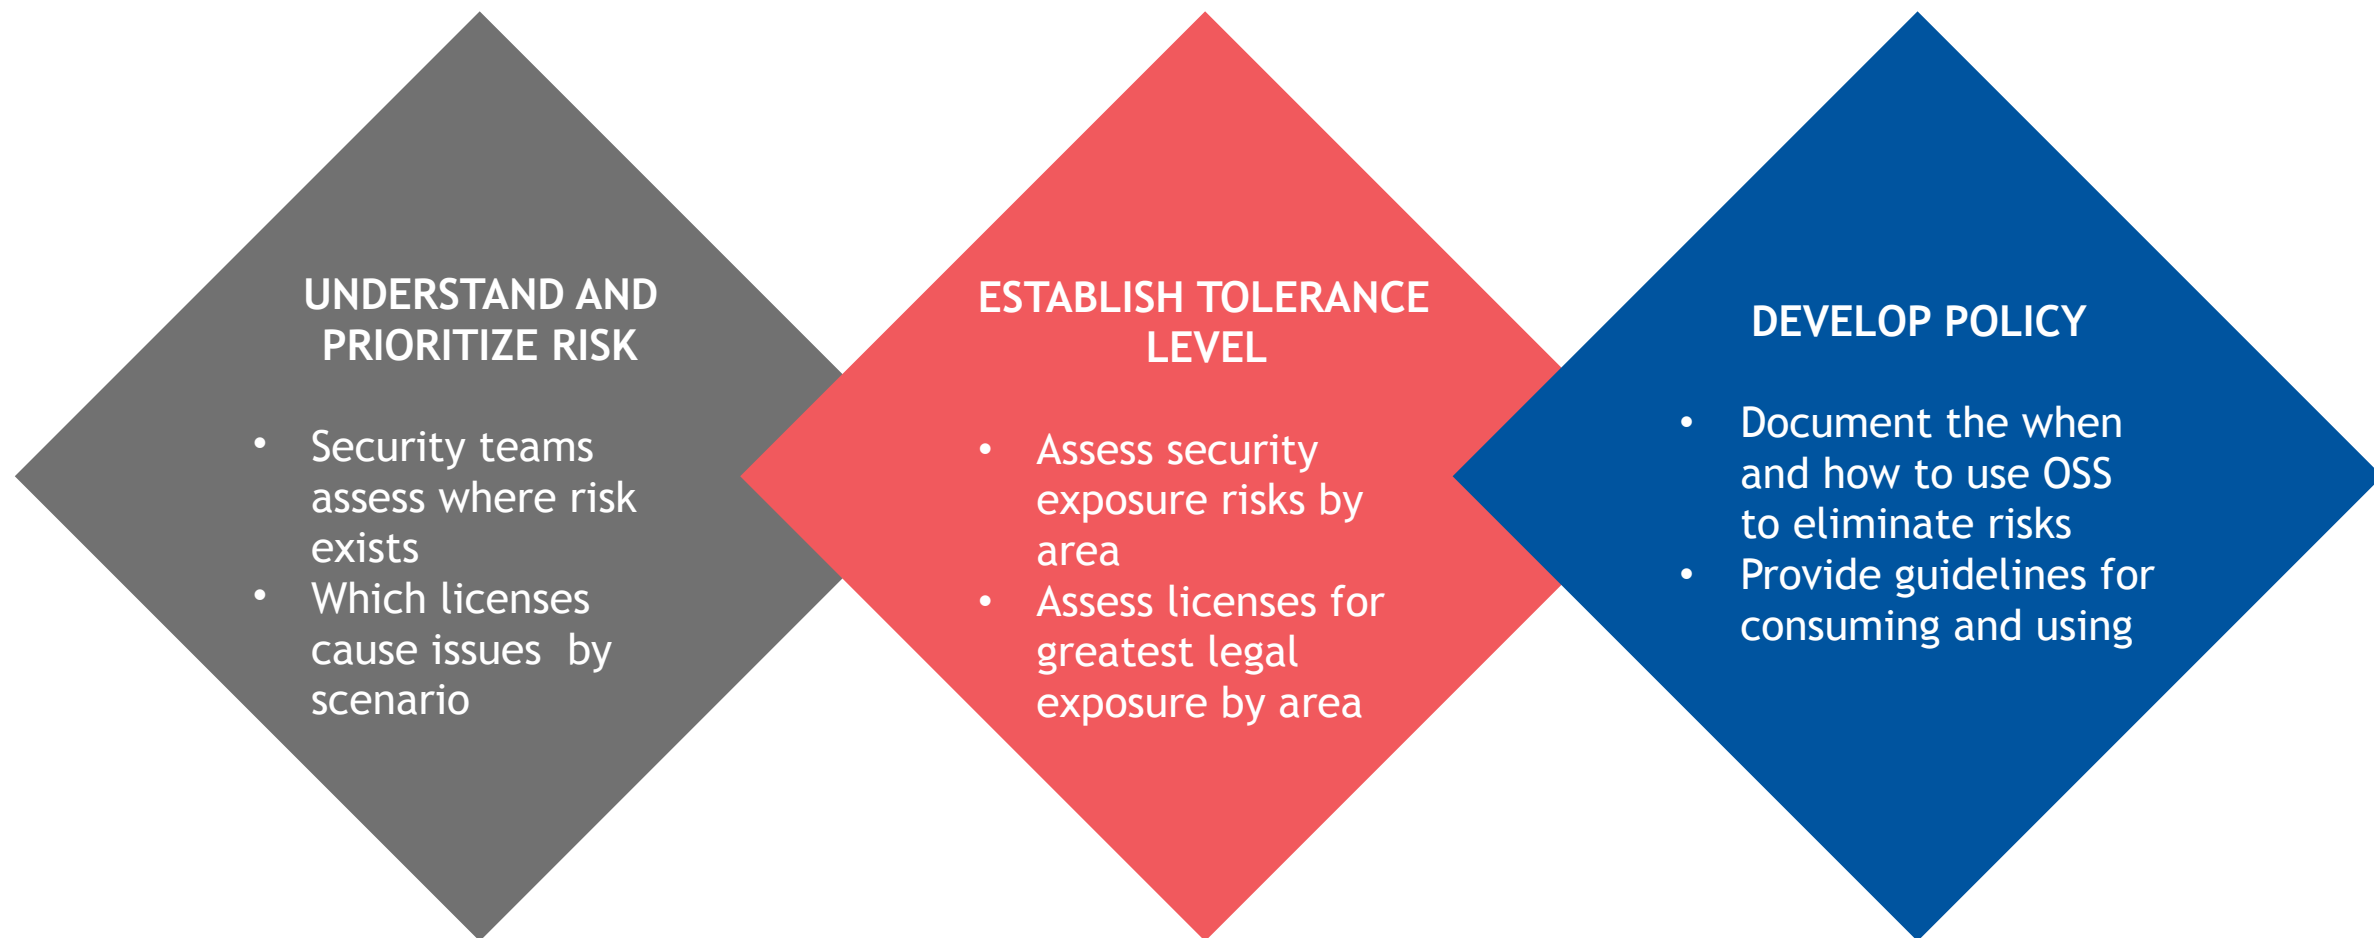 UNDERSTAND AND
PRIORITIZE RISK
• Security teams
assess where risk
exists
• Which licenses
cause issues  by
scenario
ESTABLISH TOLERANCE
LEVEL
• Assess security
exposure risks by
area
• Assess licenses for
greatest legal
exposure by area
DEVELOP POLICY
• Document the when
and how to use OSS
to eliminate risks
• Provide guidelines for
consuming and using